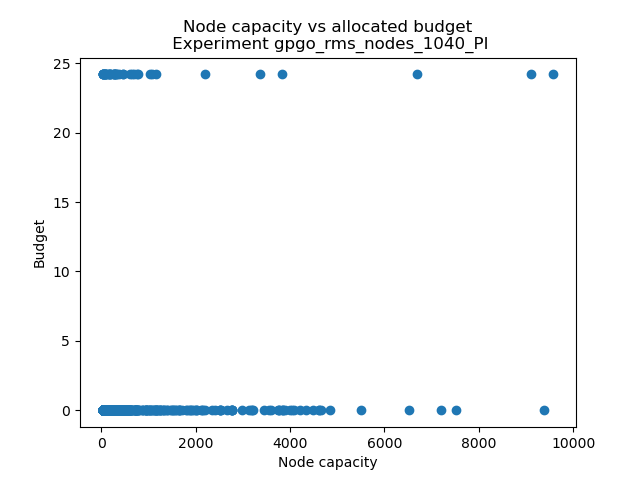 Node capacity vs allocated budget
Experiment gpgo_rms_nodes_1040_PI
25
20
15
10
5
0
Budget
0 2000 4000 6000 8000 10000
Node capacity